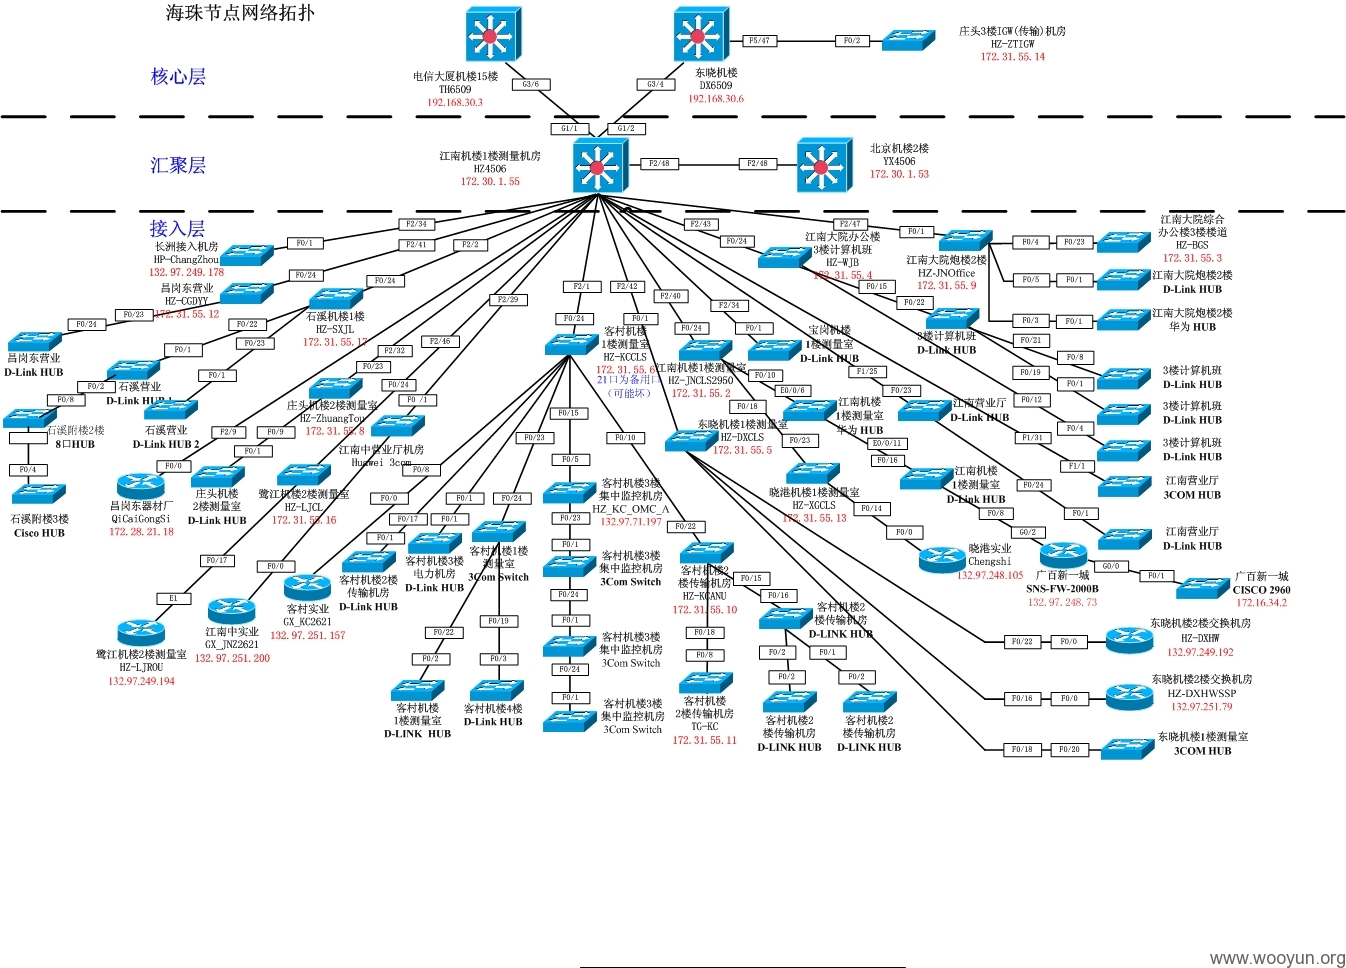 海珠节点网络拓扑
核心层
电信大厦机楼15楼
TH6509
192.168.30.3
东晓机楼
DX6509
192.168.30.6
F5/47
F0/2
庄头3楼IGW(传输)机房
HZ-ZTIGW
172.31.55.14
G3/6
G3/4
G1/1
G1/2
汇聚层
江南机楼1楼测量机房
HZ4506
172.30.1.55
F2/48
F2/48
北京机楼2楼
YX4506
172.30.1.53
接入层
F2/34
F2/41
F2/2
F2/29
F2/1
F2/42
F2/40
F2/34
F2/43
F2/47
F2/32
F2/46
F2/9
长洲接入机房
HP-ChangZhou
132.97.249.178
F0/1
昌岗东营业
HZ-CGDYY
172.31.55.12
F0/24
F0/23
F0/24
昌岗东营业
D-Link HUB
石溪机楼1楼
HZ-SXJL
172.31.55.17
F0/24
F0/22
F0/23
F0/1
石溪营业
D-Link HUB 1
F0/2
F0/8
石溪附楼2楼
8口HUB
F0/4
石溪附楼3楼
Cisco HUB
F0/1
石溪营业
D-Link HUB 2
庄头机楼2楼测量室
HZ-ZhuangTou
172.31.55.8
F0/23
F0/9
F0/1
庄头机楼
2楼测量室
D-Link HUB
F0/0
昌岗东器材厂
QiCaiGongSi
172.28.21.18
F0/24
鹭江机楼2楼测量室
HZ-LJCL
172.31.55.16
F0/17
E1
鹭江机楼2楼测量室
HZ-LJROU
132.97.249.194
F0 /1
江南中营业厅机房
Huawei 3com
F0/0
江南中实业
GX_JNZ2621
132.97.251.200
F0/24
客村机楼
1楼测量机房
HZ-KCCLS
172.31.55.6
21口为备用口
（可能坏）
F0/8
F0/0
客村实业
GX_KC2621
132.97.251.157
F0/17
F0/1
客村机楼2楼
传输机房
D-Link HUB
F0/1
客村机楼3楼
电力机房
D-Link HUB
F0/23
F0/24
客村机楼1楼
测量室
3Com Switch
F0/22
F0/2
客村机楼
1楼测量室
D-LINK HUB
F0/19
F0/3
客村机楼4楼
D-Link HUB
F0/15
F0/5
客村机楼3楼
集中监控机房
HZ_KC_OMC_A
132.97.71.197
F0/23
F0/1
客村机楼3楼
集中监控机房
3Com Switch
F0/24
F0/1
客村机楼3楼
集中监控机房
3Com Switch
F0/24
F0/1
客村机楼3楼
集中监控机房
3Com Switch
F0/10
F0/22
客村机楼2
楼传输机房
HZ-KCANU
172.31.55.10
F0/18
F0/8
客村机楼
2楼传输机房
TG-KC
172.31.55.11
F0/15
F0/16
客村机楼2
楼传输机房
D-LINK HUB
F0/2
F0/2
客村机楼2
楼传输机房
D-LINK HUB
F0/1
F0/2
客村机楼2
楼传输机房
D-LINK HUB
F0/1
东晓机楼1楼测量室
HZ-DXCLS
172.31.55.5
F0/22
F0/0
东晓机楼2楼交换机房
HZ-DXHW
132.97.249.192
F0/16
F0/0
东晓机楼2楼交换机房
HZ-DXHWSSP
132.97.251.79
F0/18
F0/20
东晓机楼1楼测量室
3COM HUB
F0/24
江南机楼1楼测量室
HZ-JNCLS2950
172.31.55.2
F0/10
E0/0/6
江南机楼
1楼测量室
华为 HUB
E0/0/11
F0/16
江南机楼
1楼测量室
D-Link HUB
F0/8
G0/2
广百新一城
SNS-FW-2000B
132.97.248.73
G0/0
F0/1
广百新一城
CISCO 2960
172.16.34.2
F0/18
F0/23
晓港机楼1楼测量室
HZ-XGCLS
172.31.55.13
F0/14
F0/0
晓港实业
Chengshi
132.97.248.105
F0/1
宝岗机楼
1楼测量室
D-Link HUB
F1/25
F0/23
江南营业厅
D-Link HUB
F0/24
江南大院办公楼
3楼计算机班
HZ-WJB
172.31.55.4
F0/15
F0/22
3楼计算机班
D-Link HUB
F0/21
F0/8
3楼计算机班
D-Link HUB
F0/19
F0/1
3楼计算机班
D-Link HUB
F0/12
F0/4
3楼计算机班
D-Link HUB
F1/31
F1/1
江南营业厅
3COM HUB
F0/24
F0/1
江南营业厅
D-Link HUB
F0/1
江南大院炮楼2楼
HZ-JNOffice
172.31.55.9
F0/4
F0/23
江南大院综合
办公楼3楼楼道
HZ-BGS
172.31.55.3
F0/5
F0/1
江南大院炮楼2楼
D-Link HUB
F0/3
F0/1
江南大院炮楼2楼
华为 HUB
www.wooyun.org